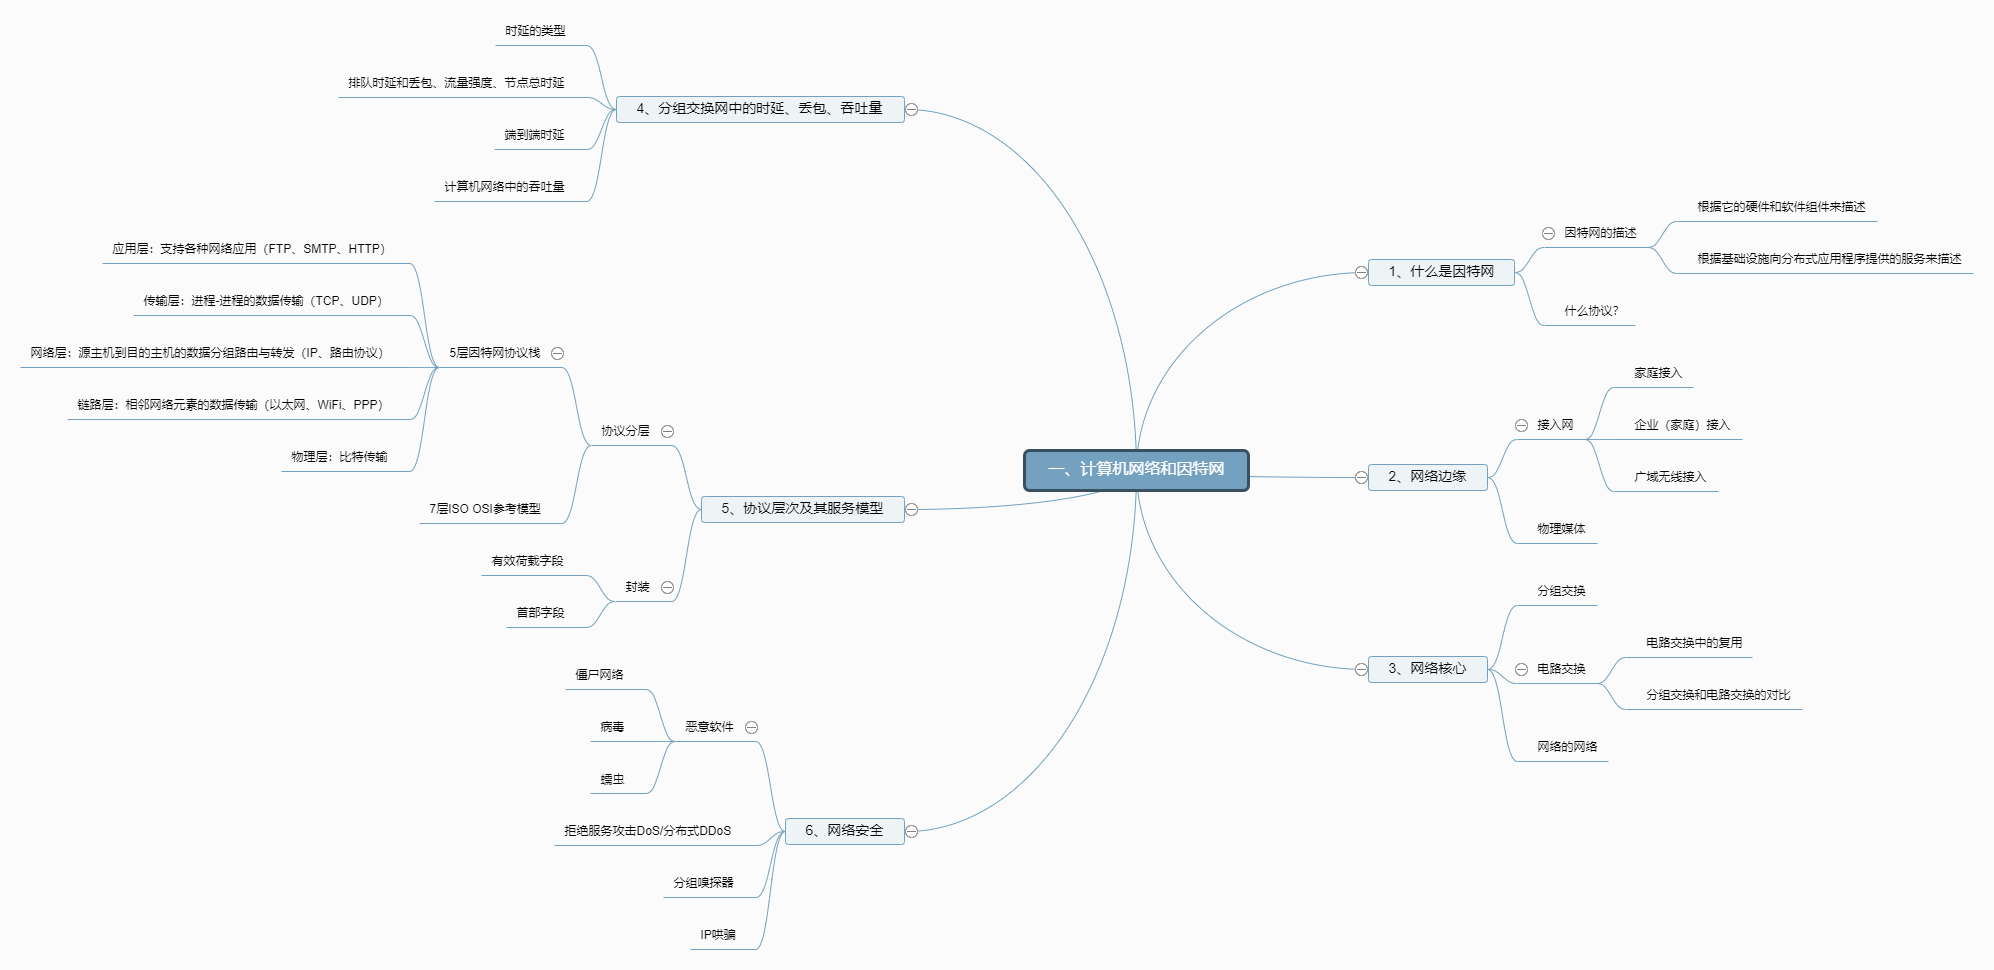 一、计算机网络和因特网
1、什么是因特网
因特网的描述
根据它的硬件和软件组件来描述
根据基础设施向分布式应用程序提供的服务来描述
什么协议？
2、网络边缘
接入网
家庭接入
企业（家庭）接入
广域无线接入
物理媒体
3、网络核心
分组交换
电路交换
电路交换中的复用
分组交换和电路交换的对比
网络的网络
4、分组交换网中的时延、丢包、吞吐量
时延的类型
排队时延和丢包、流量强度、节点总时延
端到端时延
计算机网络中的吞吐量
5、协议层次及其服务模型
协议分层
5层因特网协议栈
应用层：支持各种网络应用（FTP、SMTP、HTTP）
传输层：进程-进程的数据传输（TCP、UDP）
网络层：源主机到目的主机的数据分组路由与转发（IP、路由协议）
链路层：相邻网络元素的数据传输（以太网、WiFi、PPP）
物理层：比特传输
7层ISO OSI参考模型
封装
有效荷载字段
首部字段
6、网络安全
恶意软件
僵尸网络
病毒
蠕虫
拒绝服务攻击DoS/分布式DDoS
分组嗅探器
IP哄骗